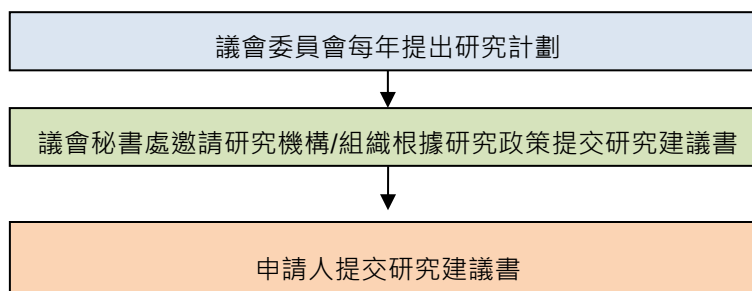 議會委員會每年提出研究計劃
議會秘書處邀請研究機構/組織根據研究政策提交研究建議書
申請人提交研究建議書